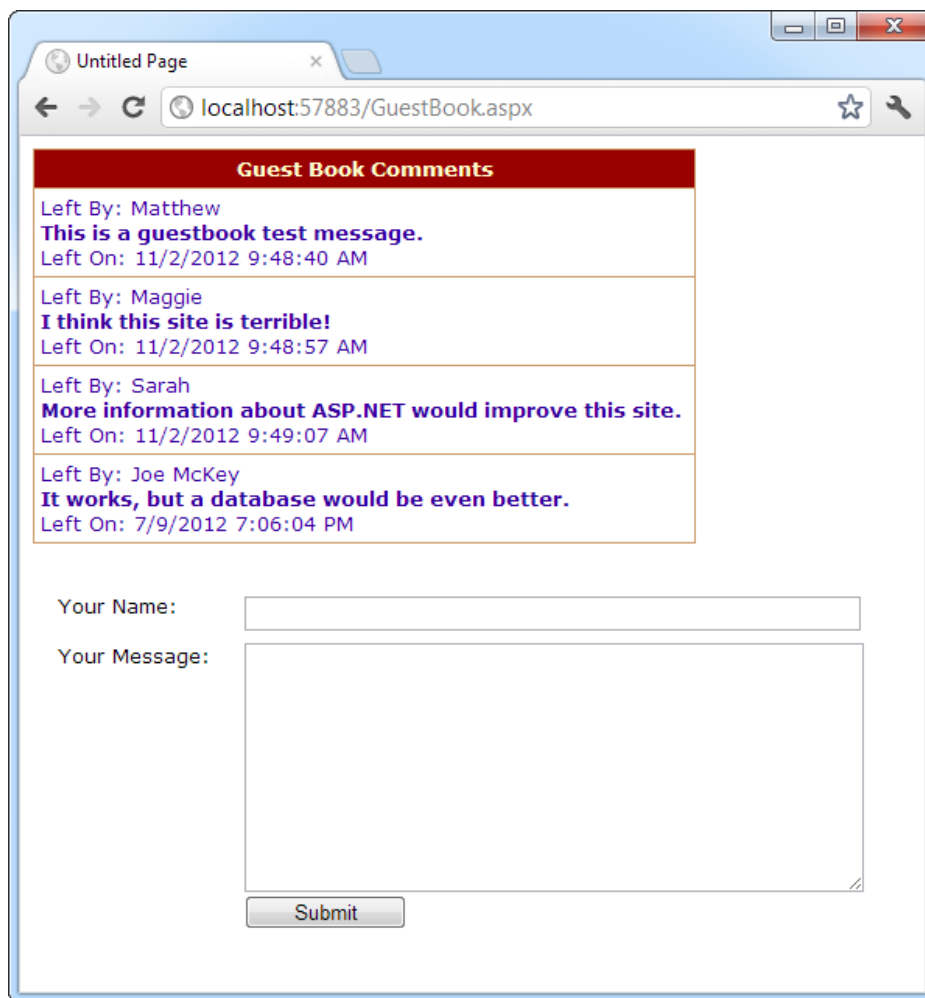 Untitled Page
localhost:57883/GuestBook.aspx
Guest Book Comments
Left By: Matthew
This is a guestbook test message.
Left On: 11/2/2012 9:48:40 AM
Left By: Maggie
I think this site is terrible!
Left On: 11/2/2012 9:48:57 AM
Left By: Sarah
More information about ASP.NET would improve this site.
Left On: 11/2/2012 9:49:07 AM
Left By: Joe McKey
It works, but a database would be even better.
Left On: 7/9/2012 7:06:04 PM
Your Name:
Your Message:
Submit